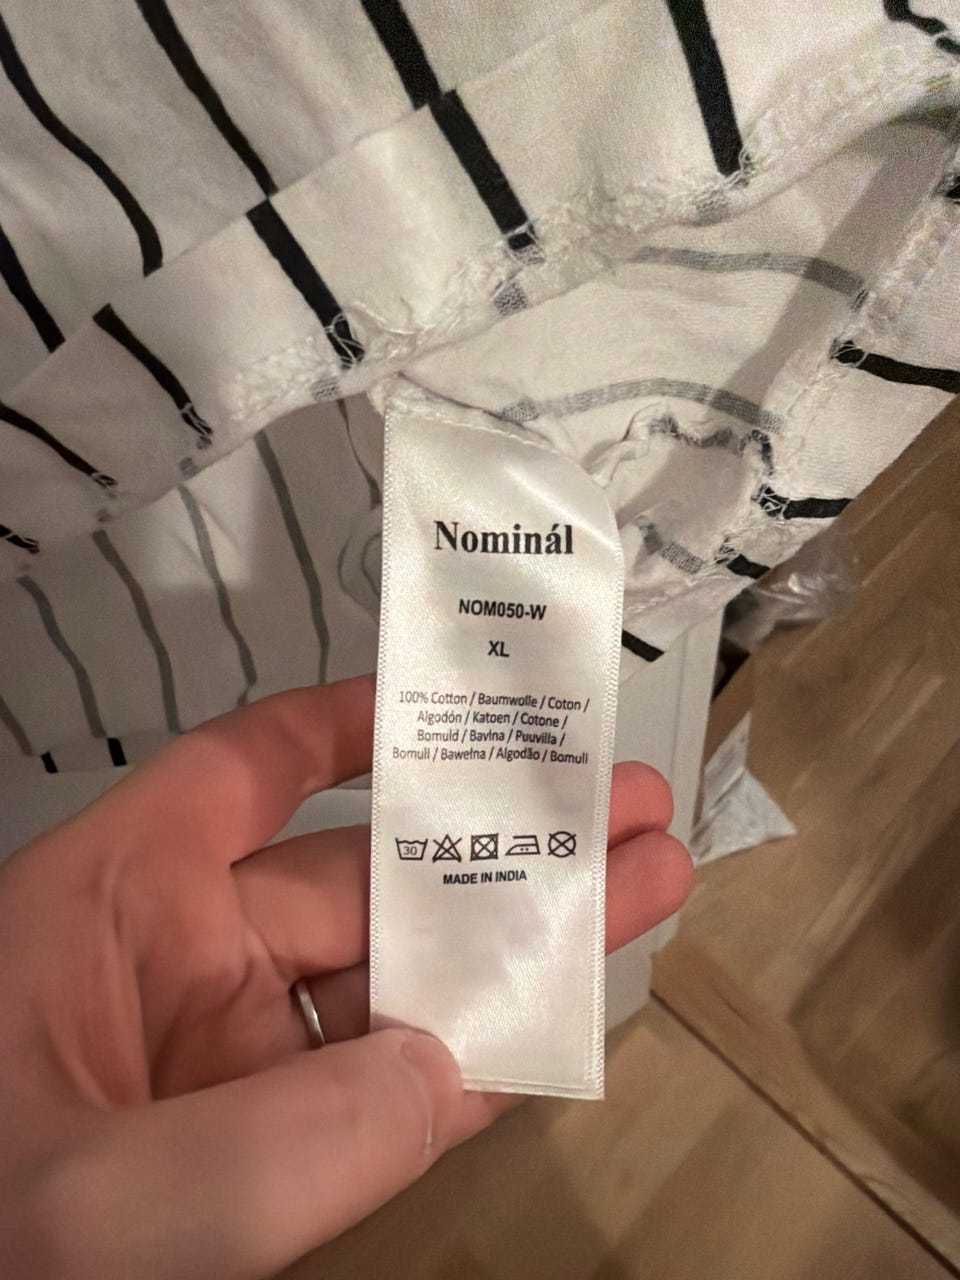 Nominál
NOM050-W
XL
100% Cotton / Baumwolle / Coton /
Algodón / Katoen / Cotone /
Bomuld / Bavlna / Puuvilla /
Bomull / Bawełna / Algodão / Bomull
30
MADE IN INDIA